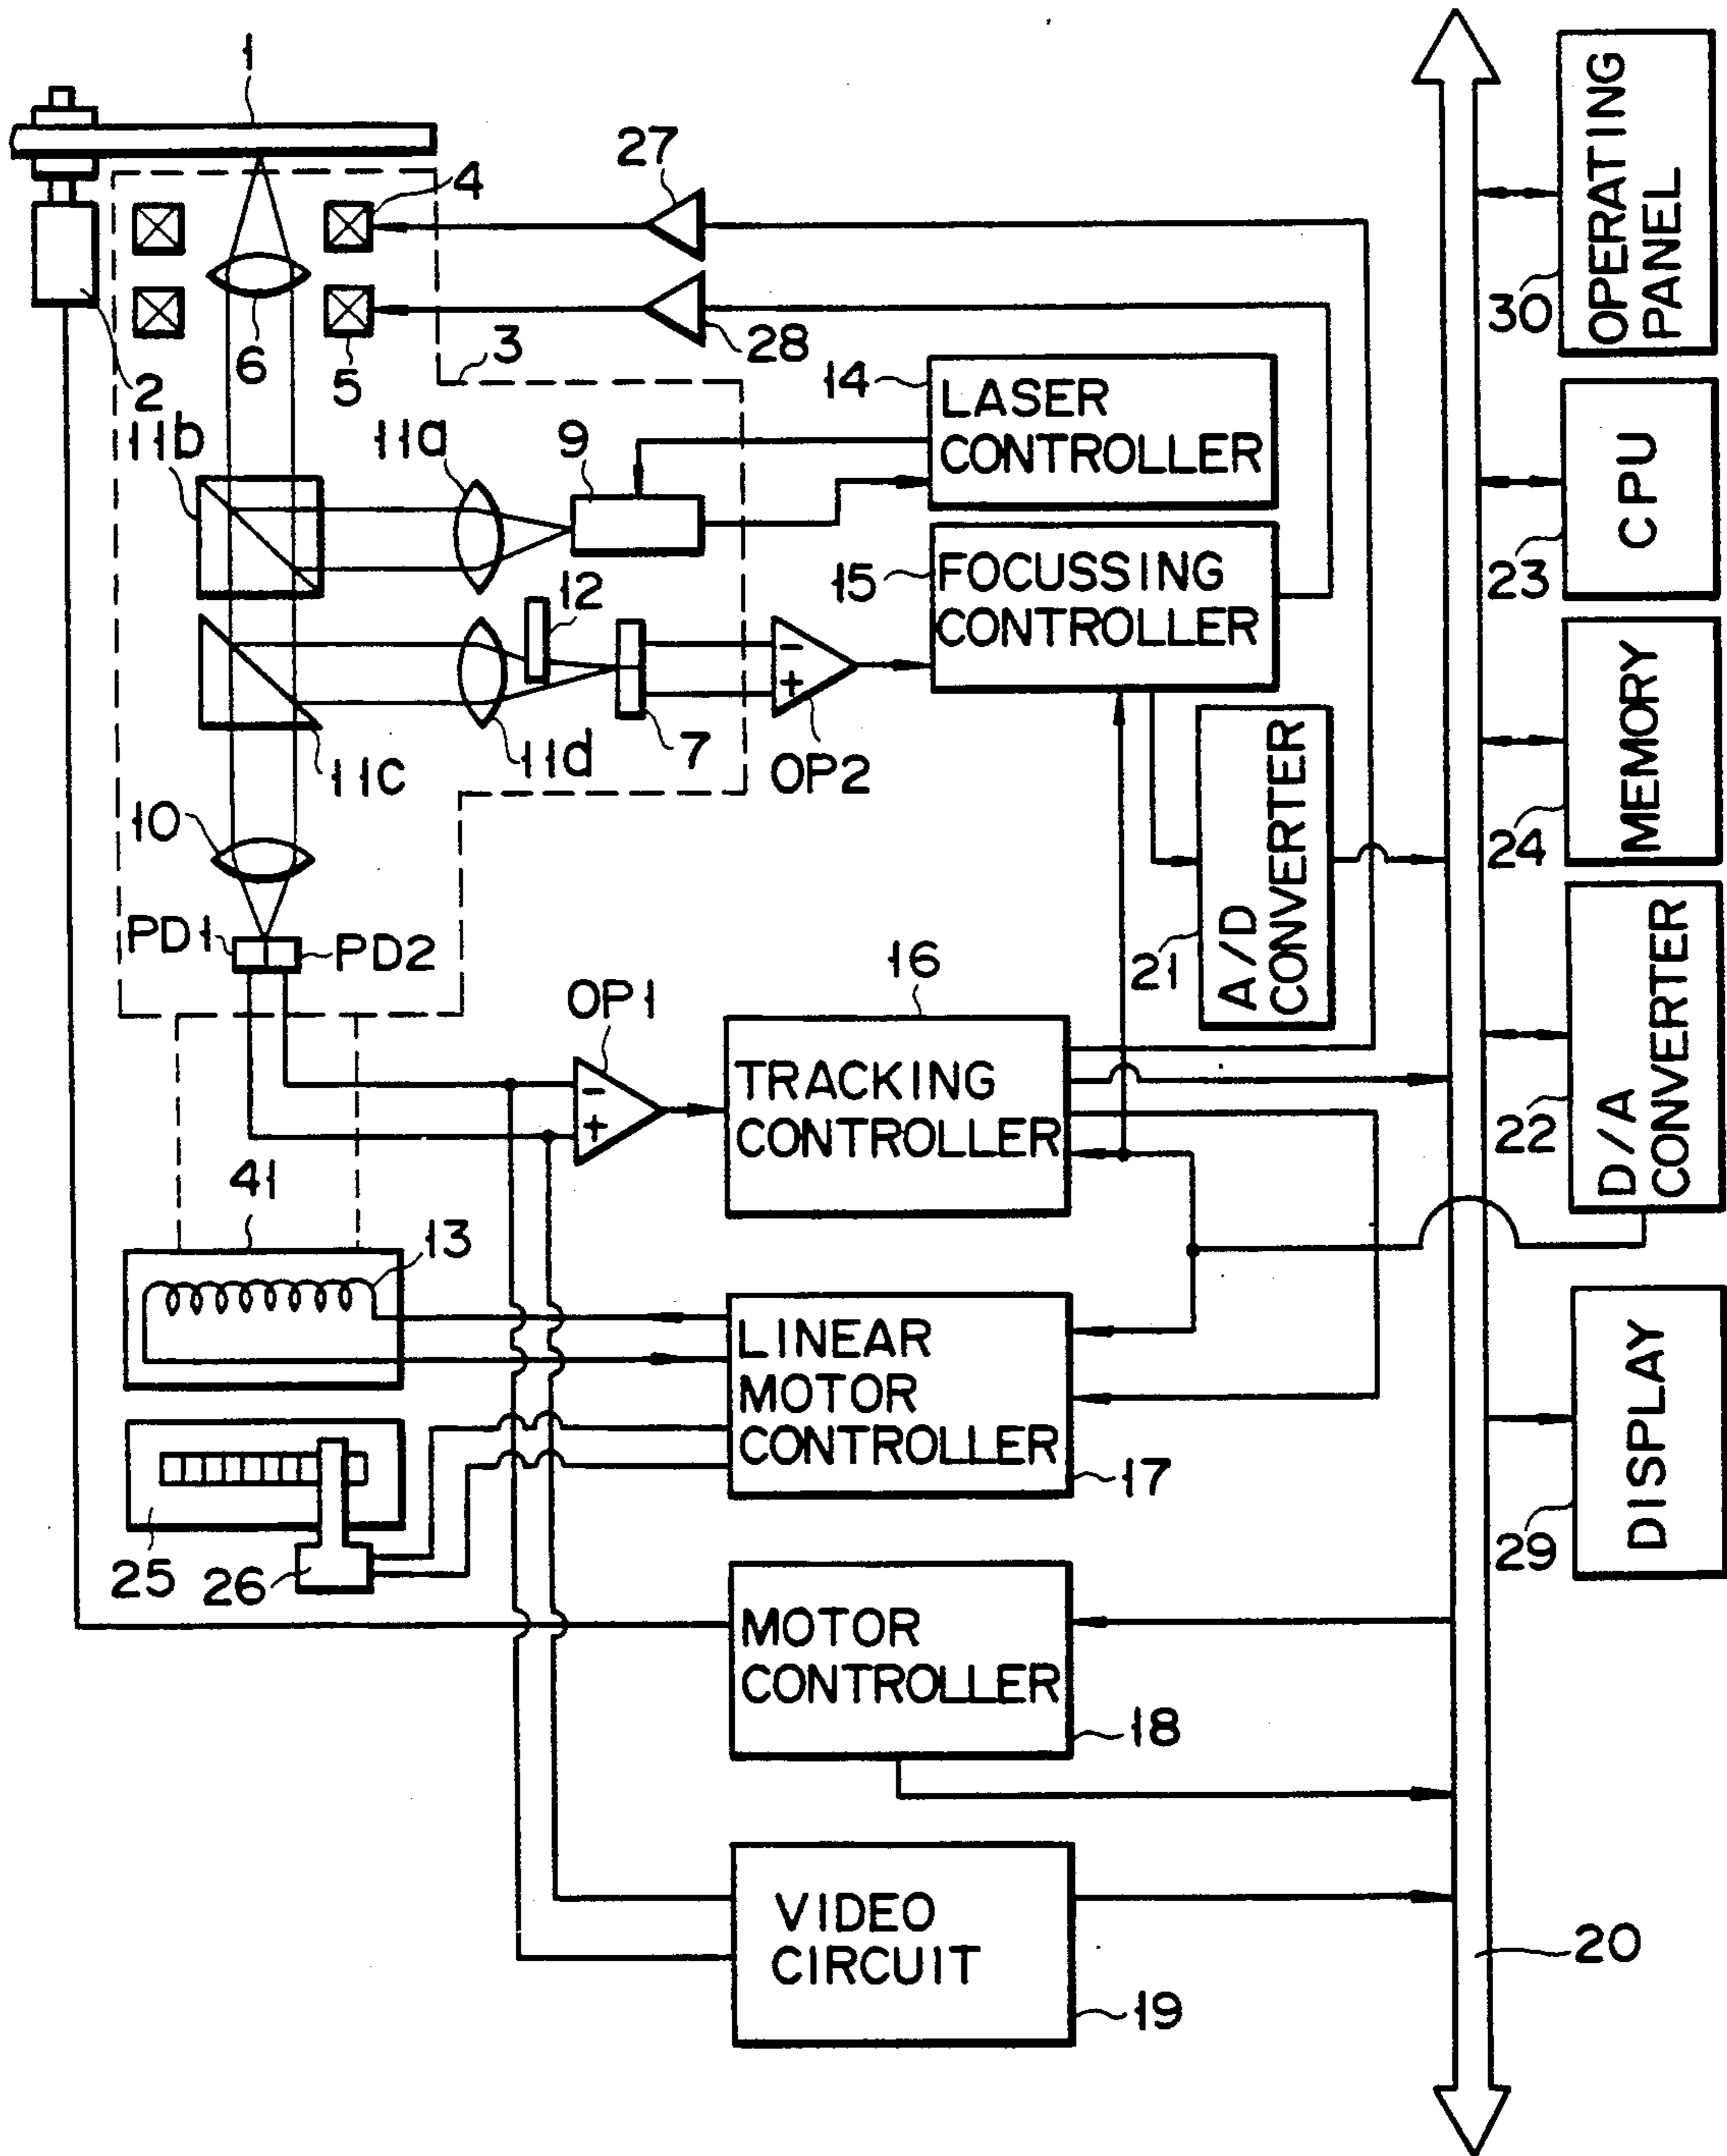 1
27
4
2
6
5
3
28
14
LASER
CONTROLLER
11b
11a
9
12
15
FOCUSSING
CONTROLLER
-
+
11c
11d
7
OP2
10
PD1
PD2
21
A/D
CONVERTER
OP1
16
-
+
TRACKING
CONTROLLER
41
13
LINEAR
MOTOR
CONTROLLER
17
25
26
MOTOR
CONTROLLER
18
VIDEO
CIRCUIT
19
20
30
OPERATING
PANEL
23
CPU
24
MEMORY
22
D/A
CONVERTER
29
DISPLAY